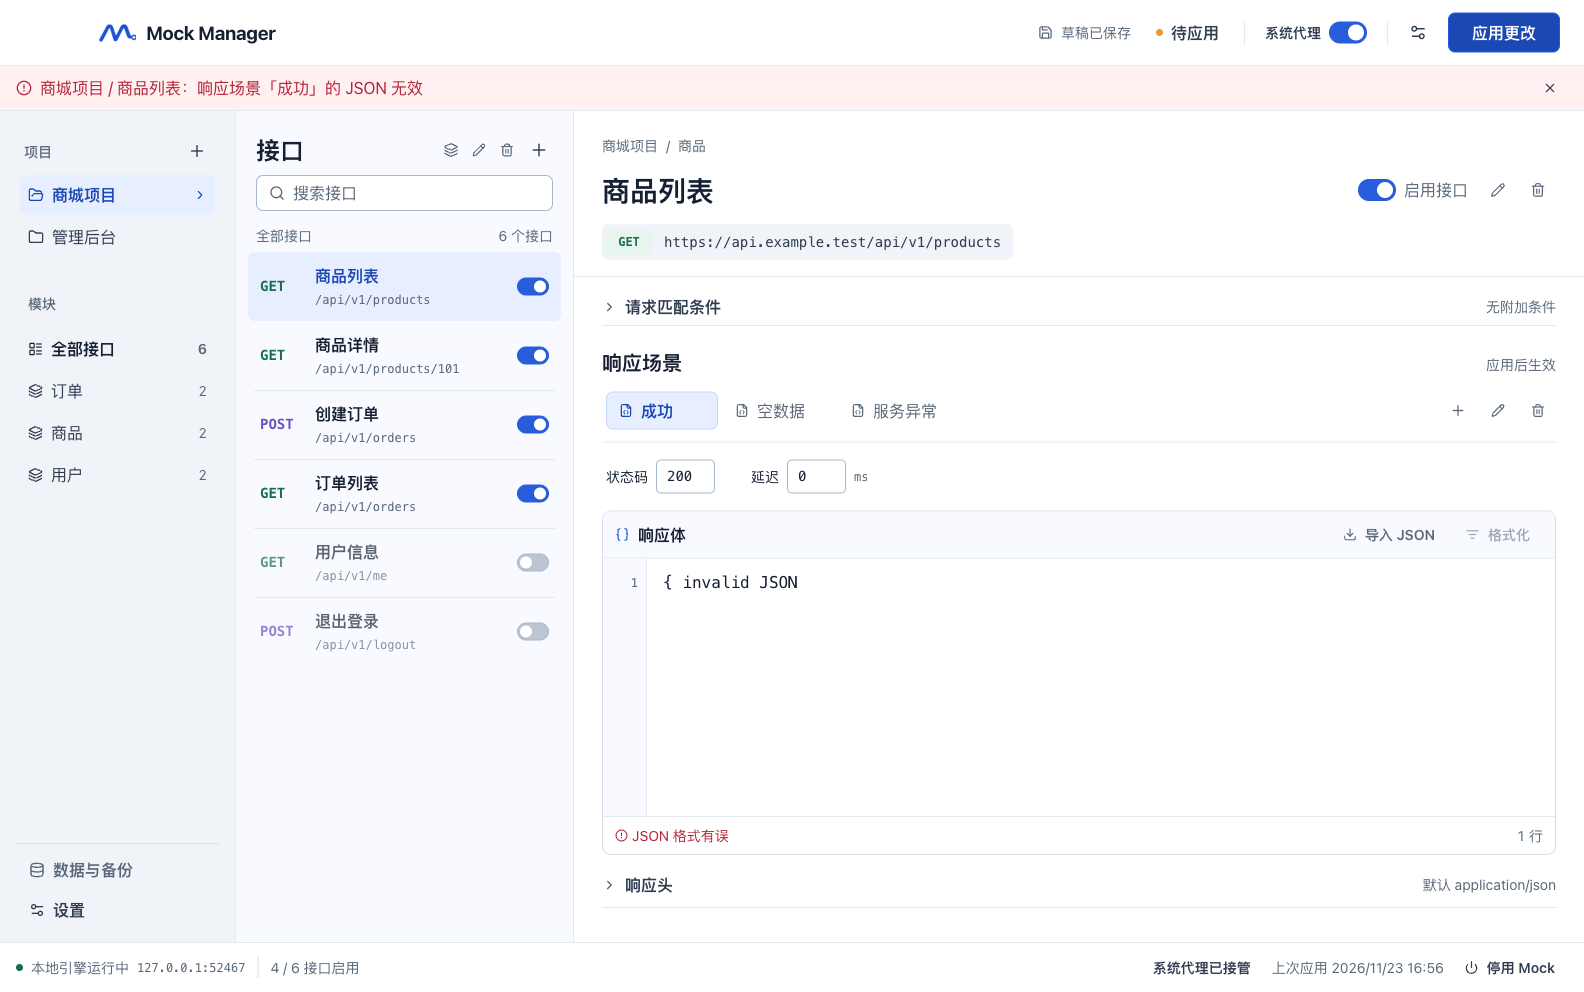 Mock Manager
草稿已保存
待应用
系统代理
应用更改
商城项目 / 商品列表：响应场景「成功」的 JSON 无效
项目
商城项目
管理后台
模块
全部接口 6
订单 2
商品 2
用户 2
数据与备份
设置
接口
搜索接口
全部接口 6 个接口
GET 商品列表
/api/v1/products
GET 商品详情
/api/v1/products/101
POST 创建订单
/api/v1/orders
GET 订单列表
/api/v1/orders
GET 用户信息
/api/v1/me
POST 退出登录
/api/v1/logout
商城项目 / 商品
商品列表
启用接口
GET https://api.example.test/api/v1/products
请求匹配条件 无附加条件
响应场景 应用后生效
成功 空数据 服务异常
状态码 200 延迟 0 ms
{} 响应体 导入 JSON 格式化
1 { invalid JSON
JSON 格式有误 1 行
响应头 默认 application/json
本地引擎运行中 127.0.0.1:52467 4 / 6 接口启用 系统代理已接管 上次应用 2026/11/23 16:56 停用 Mock